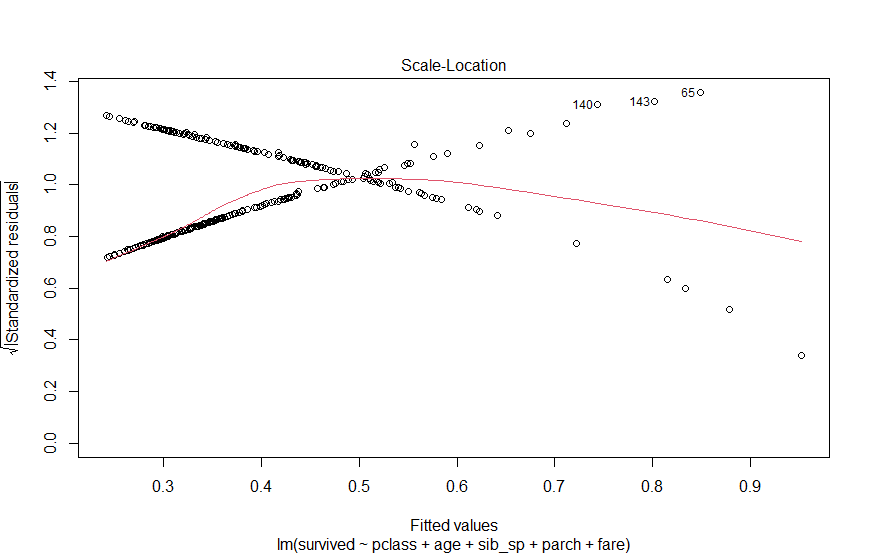 Scale-Location
1.4
1.2
1.0
0.8
0.6
0.4
0.2
0.0
√|Standardized residuals|
140
143
65
0.3 0.4 0.5 0.6 0.7 0.8 0.9
Fitted values
lm(survived ~ pclass + age + sib_sp + parch + fare)